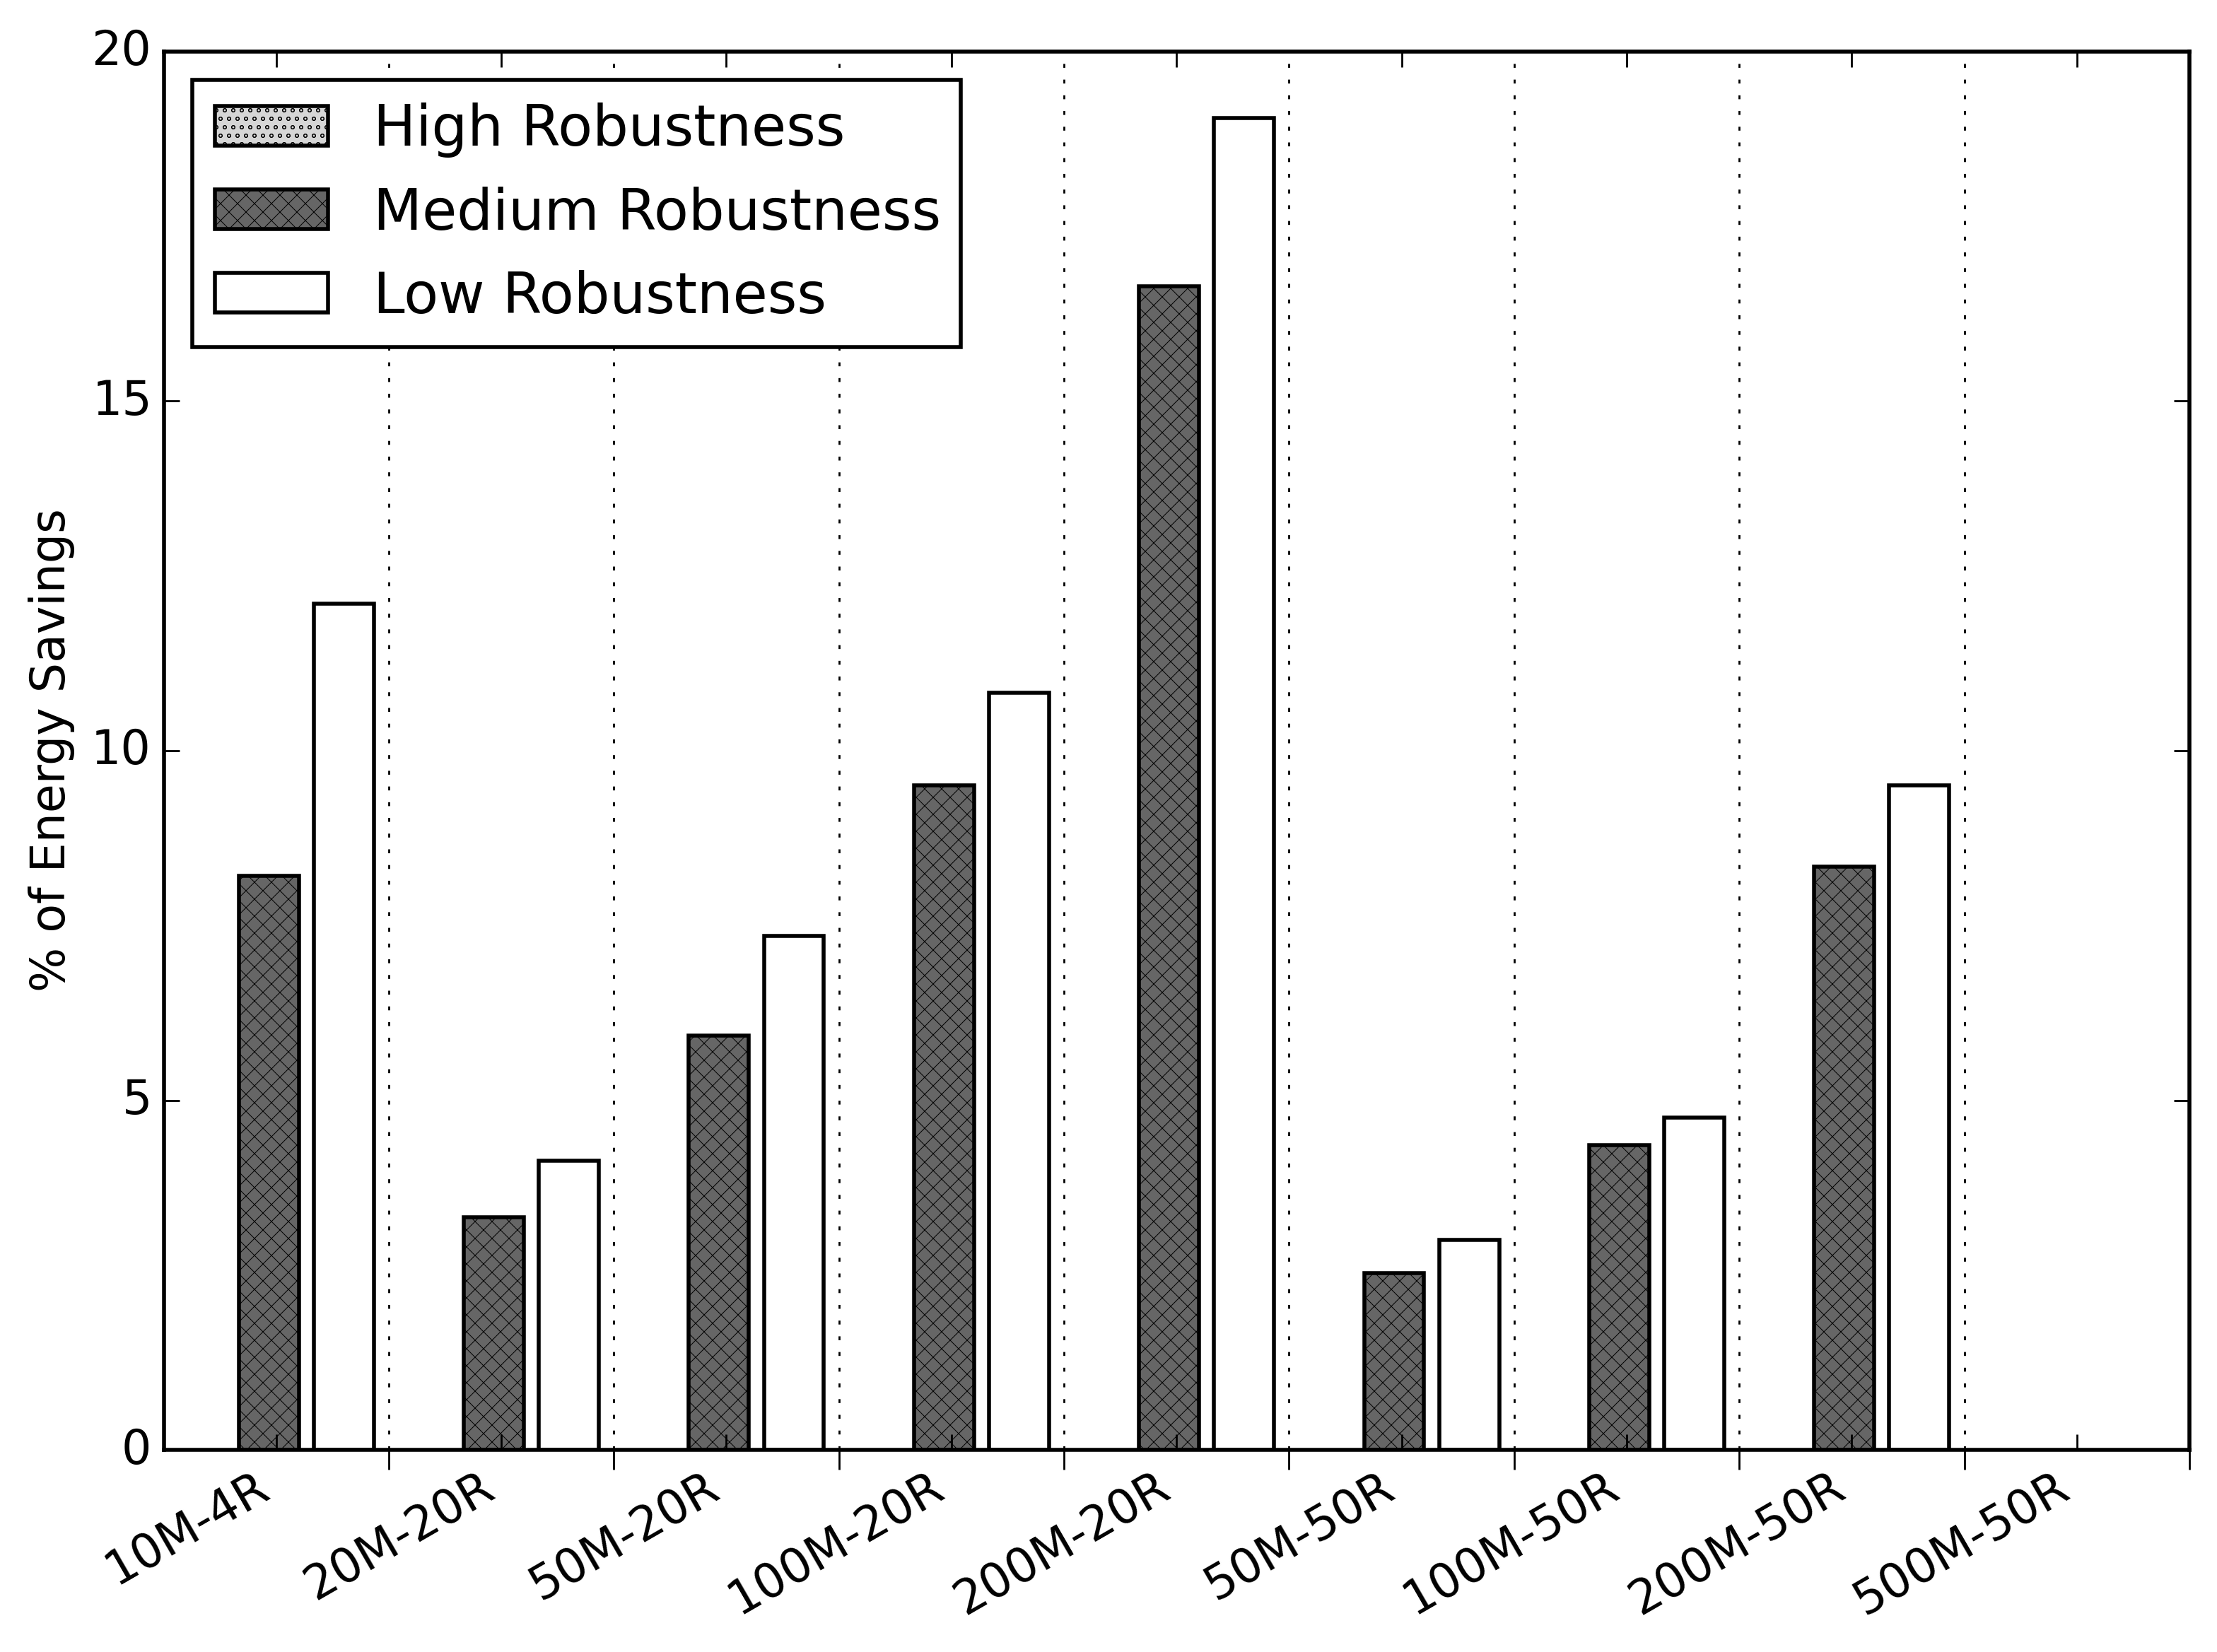 % of Energy Savings
20
15
10
5
0
High Robustness
Medium Robustness
Low Robustness
10M-4R
20M-20R
50M-20R
100M-20R
200M-20R
50M-50R
100M-50R
200M-50R
500M-50R